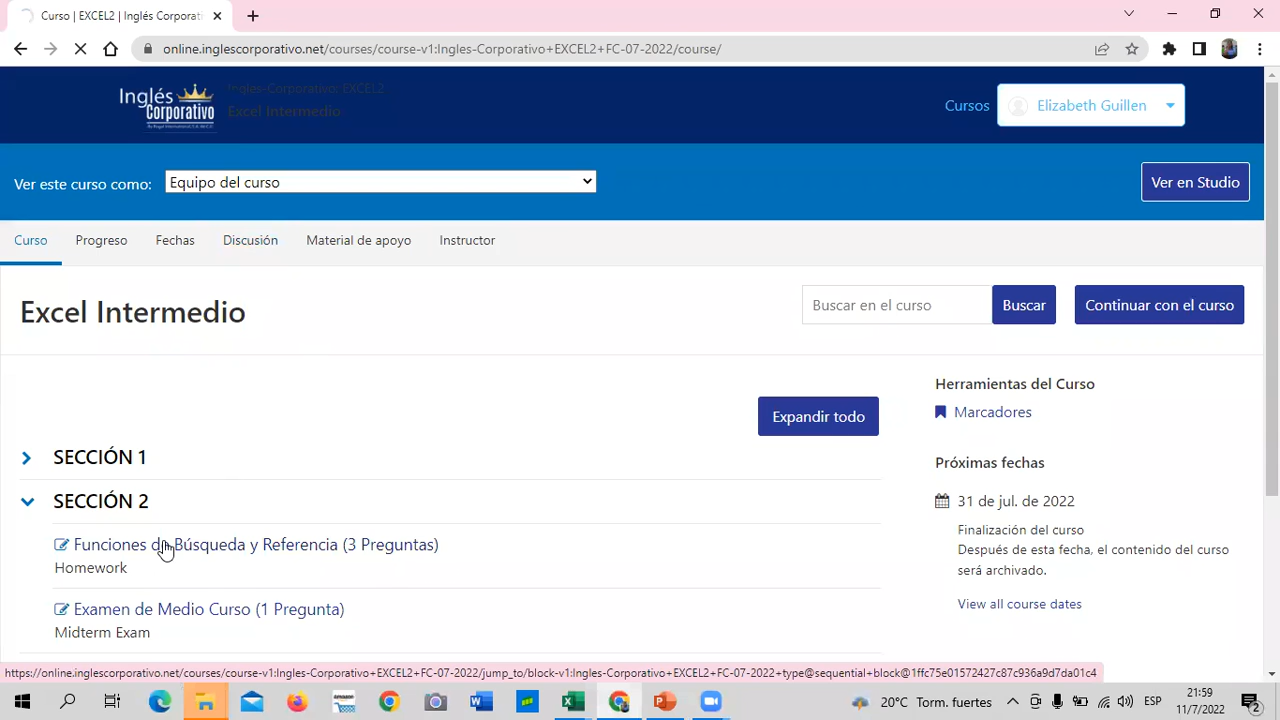 Curso | EXCEL2 | Inglés Corporati
online.inglescorporativo.net/courses/course-v1:Ingles-Corporativo+EXCEL2+FC-07-2022/course/
Inglés Corporativo
Ingles-Corporativo: EXCEL2
Excel Intermedio
Cursos
Elizabeth Guillen
Ver este curso como:
Equipo del curso
Ver en Studio
Curso
Progreso
Fechas
Discusión
Material de apoyo
Instructor
Excel Intermedio
Buscar en el curso
Buscar
Continuar con el curso
Expandir todo
Herramientas del Curso
Marcadores
SECCIÓN 1
Próximas fechas
SECCIÓN 2
31 de jul. de 2022
Finalización del curso
Después de esta fecha, el contenido del curso
será archivado.
Funciones de Búsqueda y Referencia (3 Preguntas)
Homework
View all course dates
Examen de Medio Curso (1 Pregunta)
Midterm Exam
https://online.inglescorporativo.net/courses/course-v1:Ingles-Corporativo+EXCEL2+FC-07-2022/jump_to/block-v1:Ingles-Corporativo+EXCEL2+FC-07-2022+type@sequential+block@1ffc75e01572427c87c936a9d7da01c4
20°C Torm. fuertes
ESP
21:59
11/7/2022
2